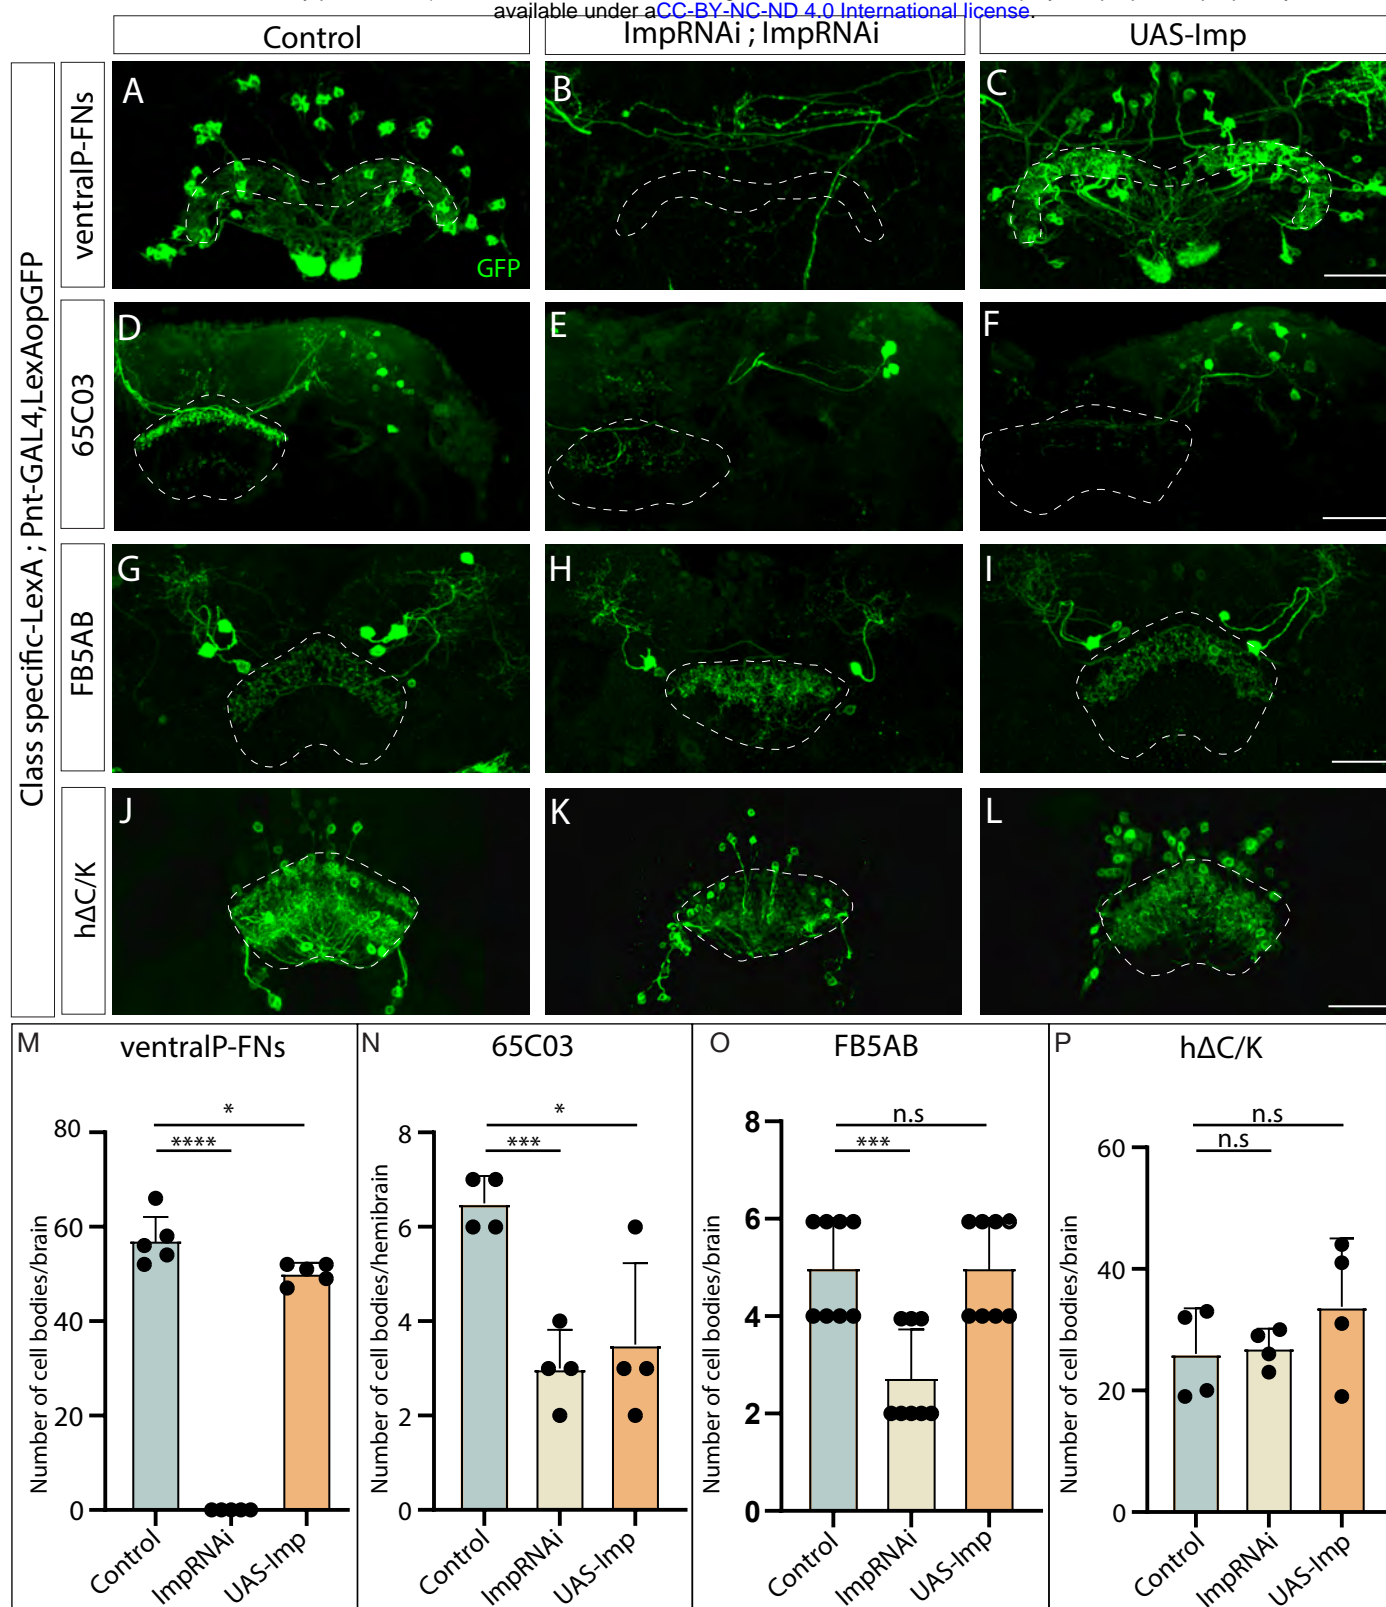 available under aCC-BY-NC-ND 4.0 International license.
Control
ImpRNAi ; ImpRNAi
UAS-Imp
Class specific-LexA ; Pnt-GAL4,LexAopGFP
ventralP-FNs
A
GFP
B
C
65C03
D
E
F
FB5AB
G
H
I
hΔC/K
J
K
L
M
ventralP-FNs
*
****
80
60
40
20
0
Number of cell bodies/brain
Control
ImpRNAi
UAS-Imp
N
65C03
*
***
8
6
4
2
0
Number of cell bodies/hemibrain
Control
ImpRNAi
UAS-Imp
O
FB5AB
n.s
***
8
6
4
2
0
Number of cell bodies/brain
Control
ImpRNAi
UAS-Imp
P
hΔC/K
n.s
n.s
60
40
20
0
Number of cell bodies/brain
Control
ImpRNAi
UAS-Imp